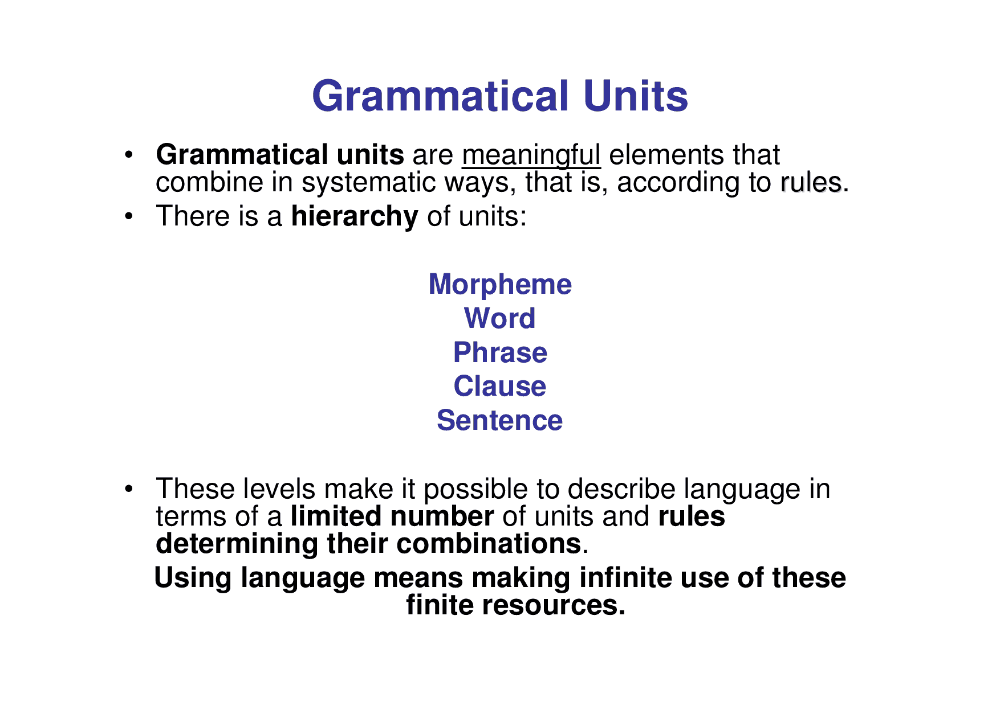 Grammatical Units
• Grammatical units are meaningful elements that
combine in systematic ways, that is, according to rules.
• There is a hierarchy of units:
Morpheme
Word
Phrase
Clause
Sentence
• These levels make it possible to describe language in
terms of a limited number of units and rules
determining their combinations.
Using language means making infinite use of these
finite resources.